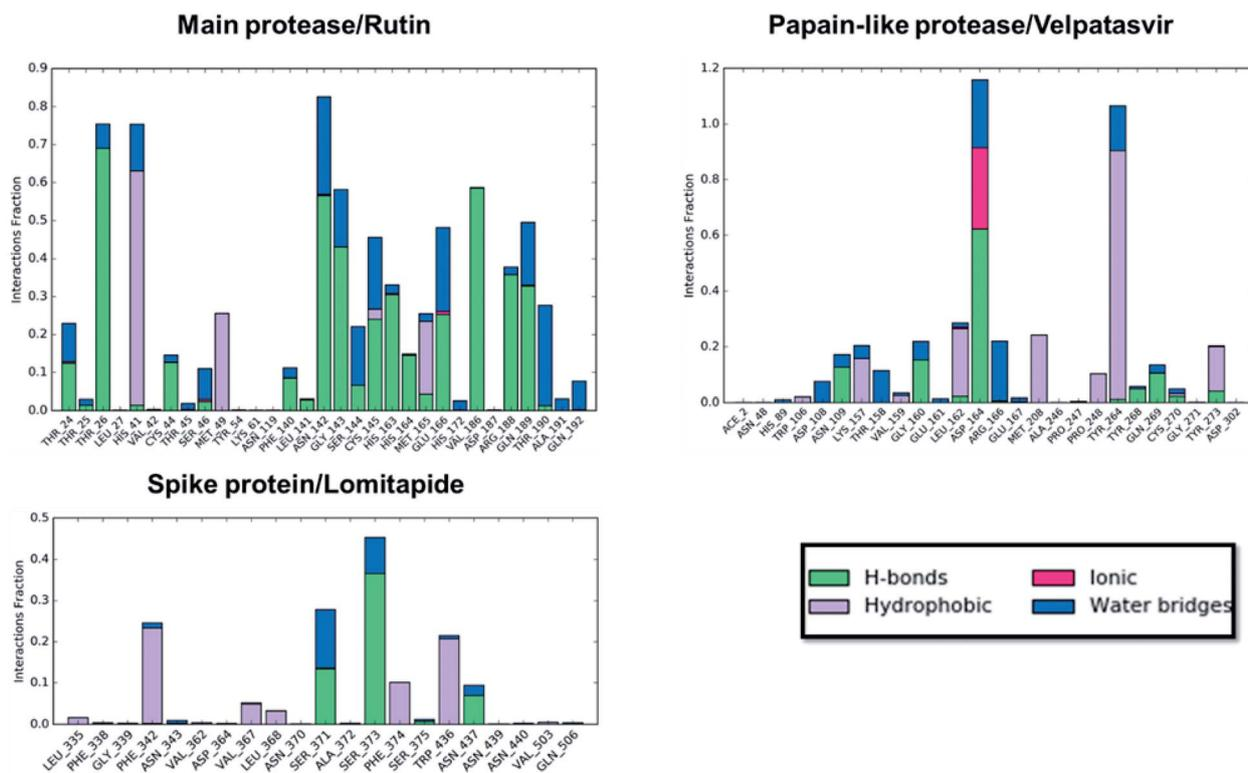 Main protease/Rutin
Interactions Fraction
0.9
0.8
0.7
0.6
0.5
0.4
0.3
0.2
0.1
0.0
THR_24 THR_25 THR_26 LEU_27 HIS_41 VAL_42 CYS_44 THR_45 SER_46 MET_49 TYR_54 LYS_61 ASN_119 PHE_140 LEU_141 ASN_142 GLY_143 SER_144 CYS_145 HIS_163 HIS_164 MET_165 GLU_166 HIS_172 VAL_186 ASP_187 ARG_188 GLN_189 THR_190 ALA_191 GLN_192
Papain-like protease/Velpatasvir
Interactions Fraction
1.2
1.0
0.8
0.6
0.4
0.2
0.0
ACE_2 ASN_48 HIS_89 TRP_106 ASP_108 ASN_109 LYS_157 THR_158 VAL_159 GLY_160 GLU_161 LEU_162 ASP_164 ARG_166 GLU_167 MET_208 ALA_246 PRO_247 PRO_248 TYR_264 TYR_268 GLN_269 CYS_270 GLY_271 TYR_273 ASP_302
Spike protein/Lomitapide
Interactions Fraction
0.5
0.4
0.3
0.2
0.1
0.0
LEU_335 PHE_338 GLY_339 PHE_342 ASN_343 VAL_362 ASP_364 VAL_367 LEU_368 ASN_370 SER_371 ALA_372 SER_373 PHE_374 SER_375 TRP_436 ASN_437 ASN_439 ASN_440 VAL_503 GLN_506
H-bonds Ionic
Hydrophobic Water bridges